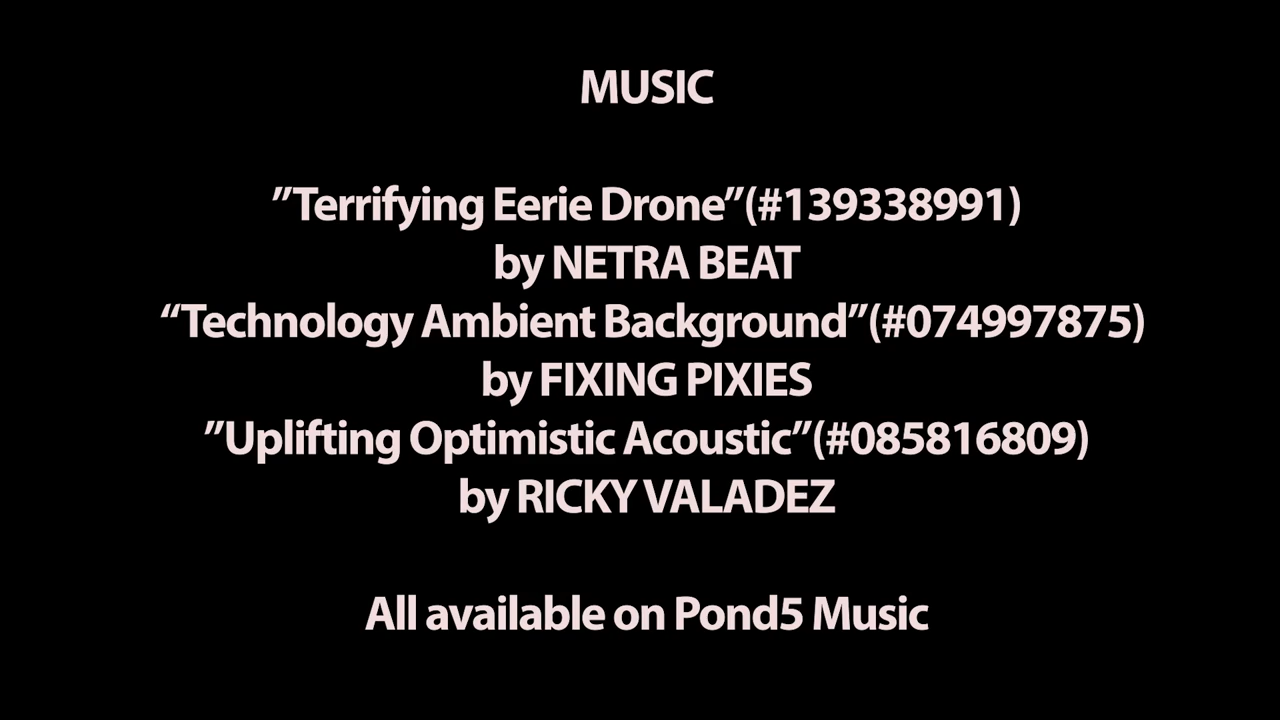 MUSIC
”Terrifying Eerie Drone”(#139338991)
by NETRA BEAT
“Technology Ambient Background”(#074997875)
by FIXING PIXIES
”Uplifting Optimistic Acoustic”(#085816809)
by RICKY VALADEZ
All available on Pond5 Music